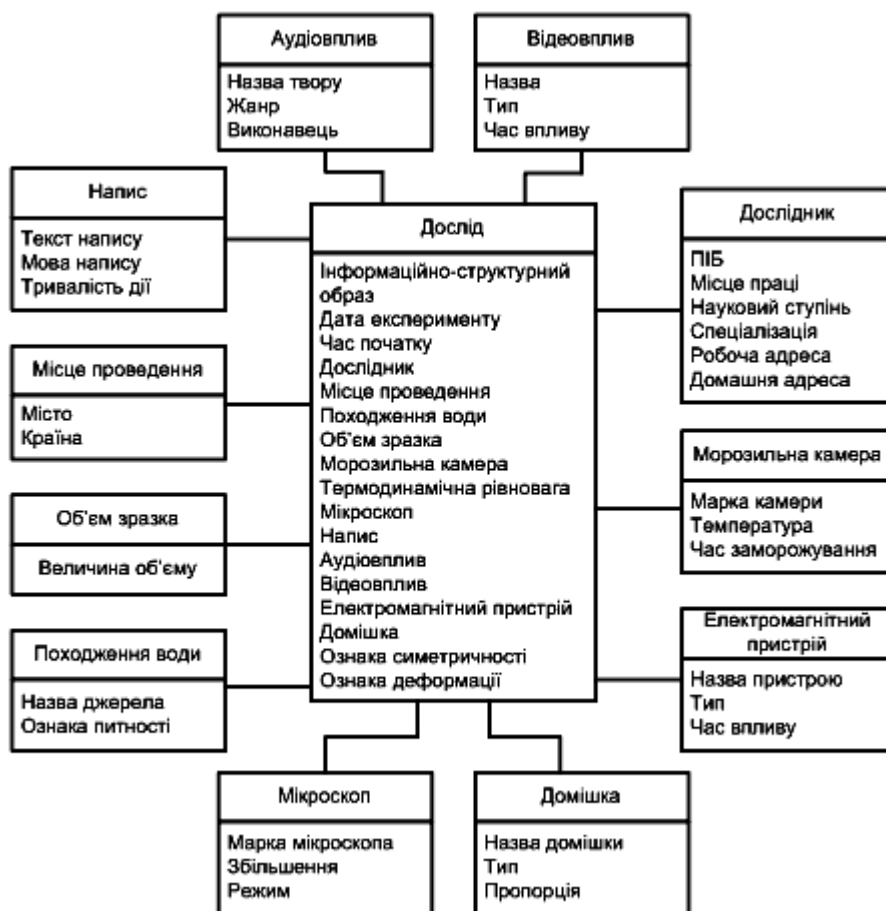 Аудіовплив
Назва твору
Жанр
Виконавець
Відеовплив
Назва
Тип
Час впливу
Напис
Текст напису
Мова напису
Тривалість дії
Дослід
Інформаційно-структурний
образ
Дата експерименту
Час початку
Дослідник
Місце проведення
Походження води
Об'єм зразка
Морозильна камера
Термодинамічна рівновага
Мікроскоп
Напис
Аудіовплив
Відеовплив
Електромагнітний пристрій
Домішка
Ознака симетричності
Ознака деформації
Дослідник
ПІБ
Місце праці
Науковий ступінь
Спеціалізація
Робоча адреса
Домашня адреса
Місце проведення
Місто
Країна
Морозильна камера
Марка камери
Температура
Час заморожування
Об'єм зразка
Величина об'єму
Електромагнітний
пристрій
Назва пристрою
Тип
Час впливу
Походження води
Назва джерела
Ознака питності
Мікроскоп
Марка мікроскопа
Збільшення
Режим
Домішка
Назва домішки
Тип
Пропорція